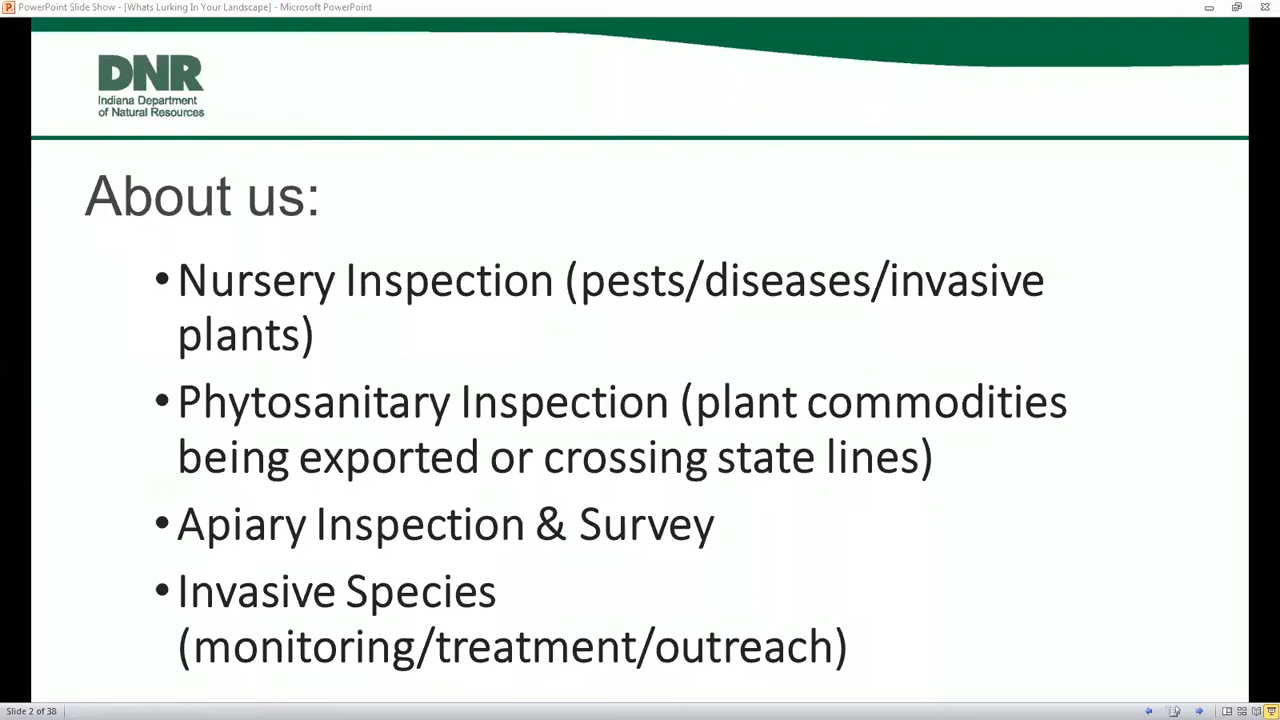 PowerPoint Slide Show - [Whats Lurking In Your Landscape] - Microsoft PowerPoint
DNR
Indiana Department
of Natural Resources
About us:
•Nursery Inspection (pests/diseases/invasive
plants)
•Phytosanitary Inspection (plant commodities
being exported or crossing state lines)
•Apiary Inspection & Survey
•Invasive Species
(monitoring/treatment/outreach)
Slide 2 of 38